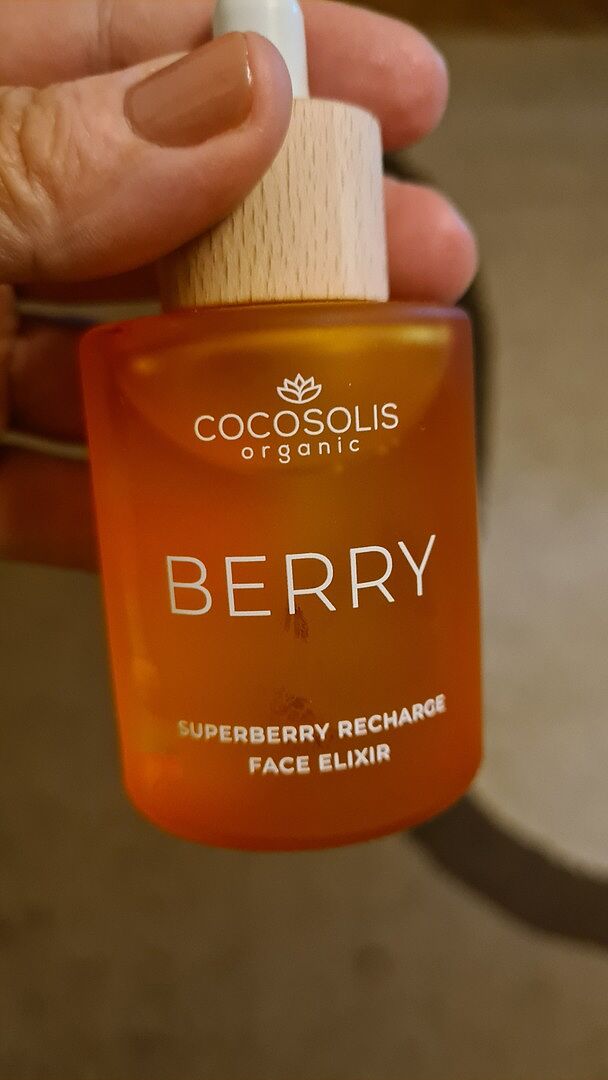 COCOSOLIS
organic
BERRY
SUPERBERRY RECHARGE
FACE ELIXIR